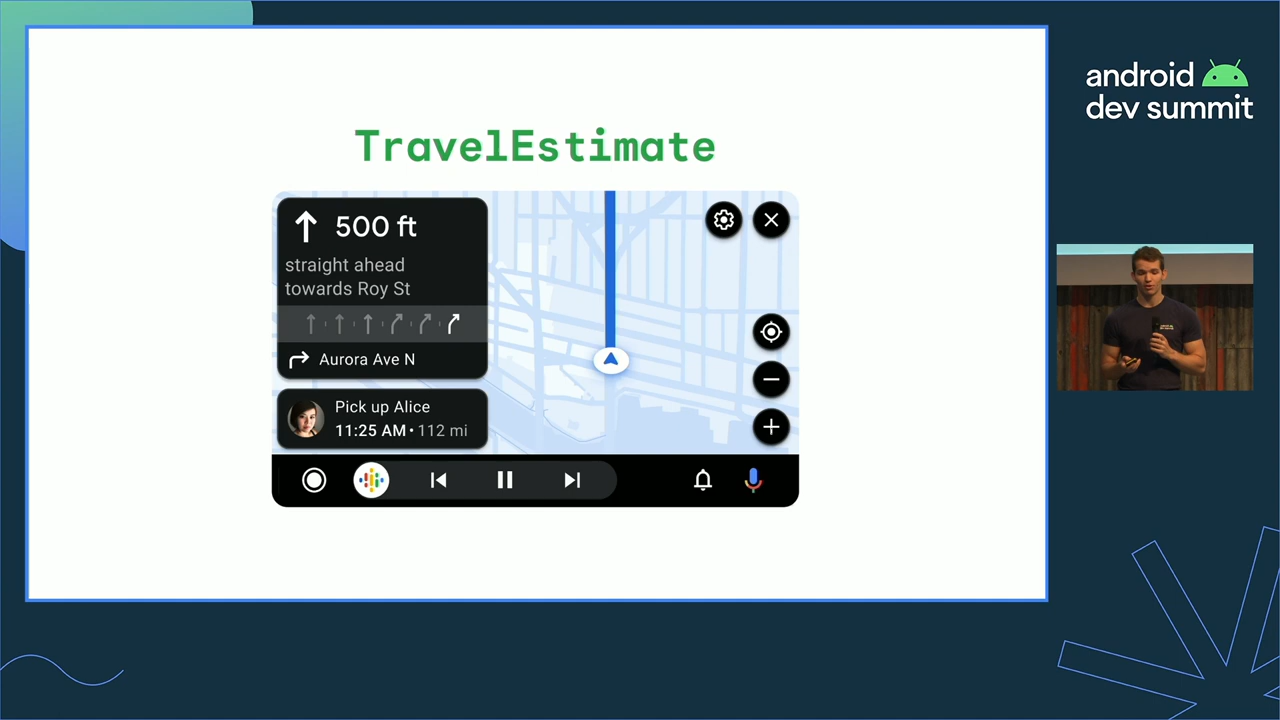 TravelEstimate
500 ft
straight ahead
towards Roy St
Aurora Ave N
Pick up Alice
11:25 AM • 112 mi
android
dev summit